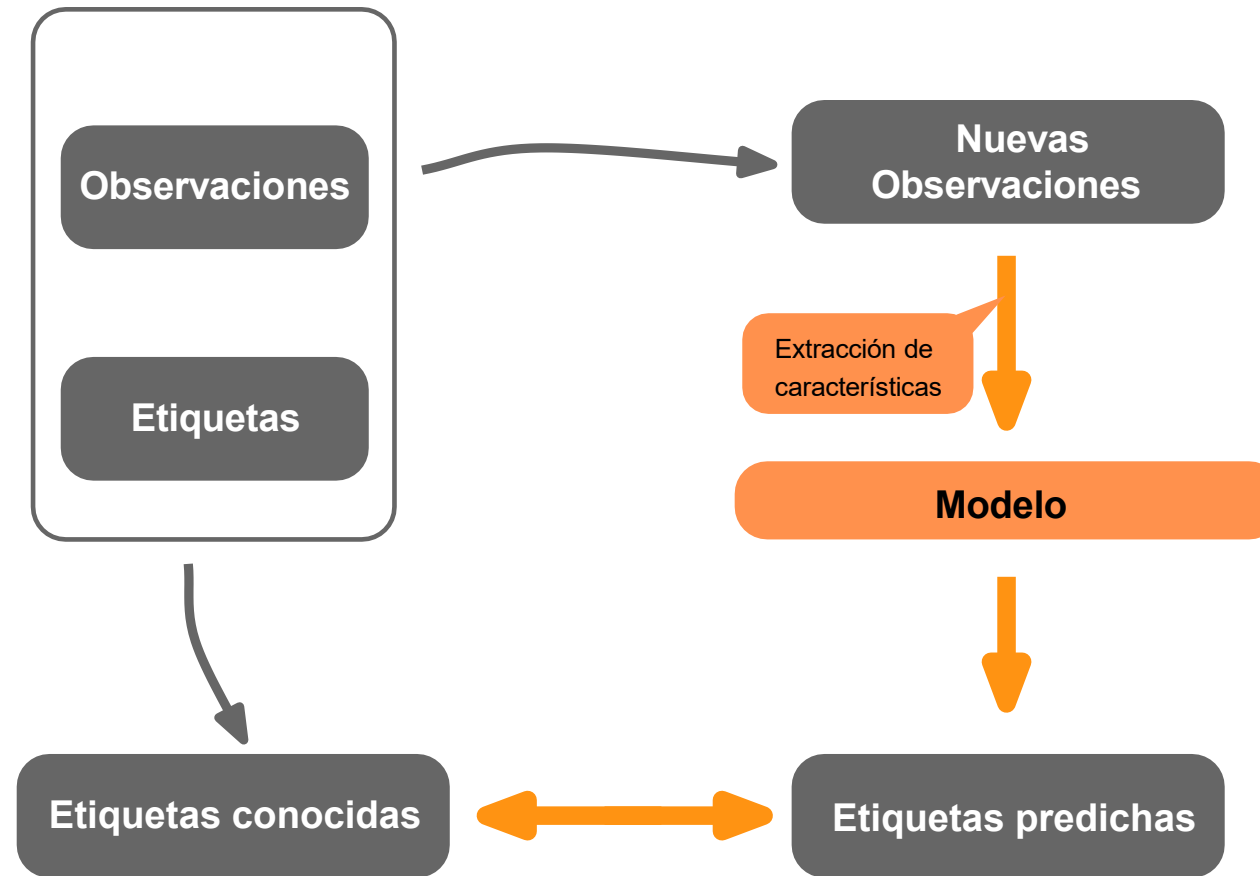 Observaciones
Etiquetas
Nuevas
Observaciones
Extracción de
características
Modelo
Etiquetas conocidas
Etiquetas predichas